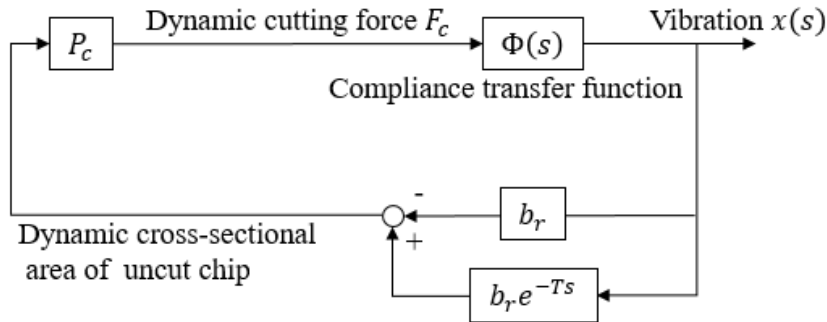 Dynamic cutting force $F_c$
Vibration $x(s)$
$P_c$
$\Phi(s)$
Compliance transfer function
-
$b_r$
+
Dynamic cross-sectional
area of uncut chip
$b_r e^{-Ts}$